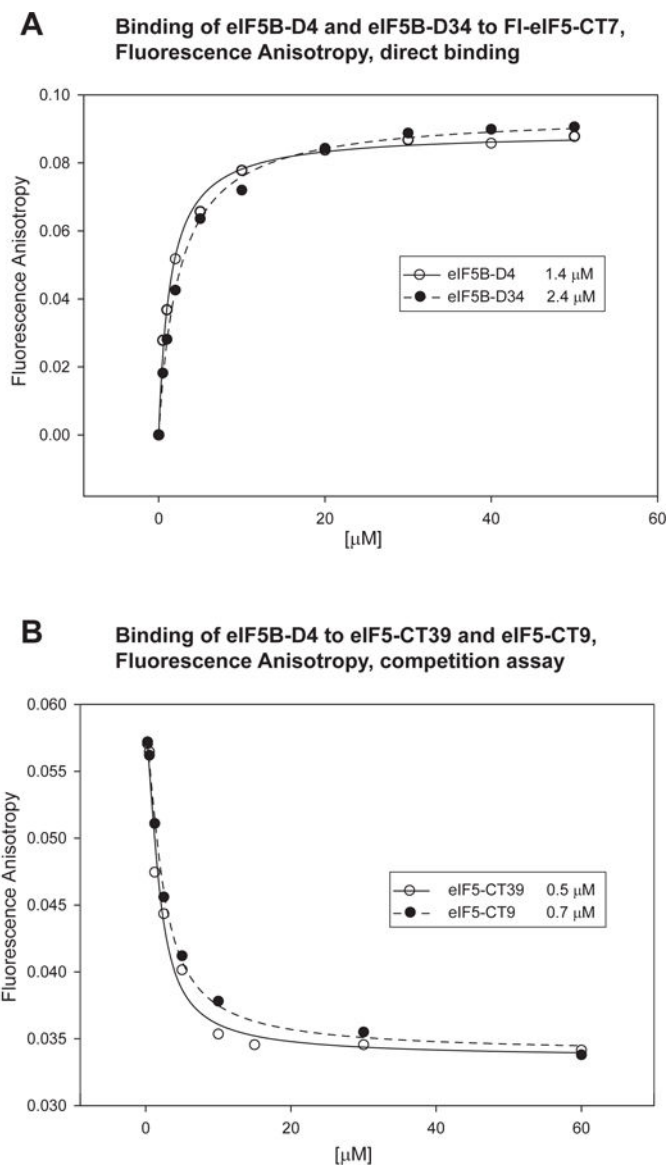 A
Binding of eIF5B-D4 and eIF5B-D34 to FI-eIF5-CT7,
Fluorescence Anisotropy, direct binding
Fluorescence Anisotropy
0.10
0.08
0.06
0.04
0.02
0.00
eIF5B-D4 1.4 μM
eIF5B-D34 2.4 μM
0 20 40 60
[μM]
B
Binding of eIF5B-D4 to eIF5-CT39 and eIF5-CT9,
Fluorescence Anisotropy, competition assay
Fluorescence Anisotropy
0.060
0.055
0.050
0.045
0.040
0.035
0.030
eIF5-CT39 0.5 μM
eIF5-CT9 0.7 μM
0 20 40 60
[μM]